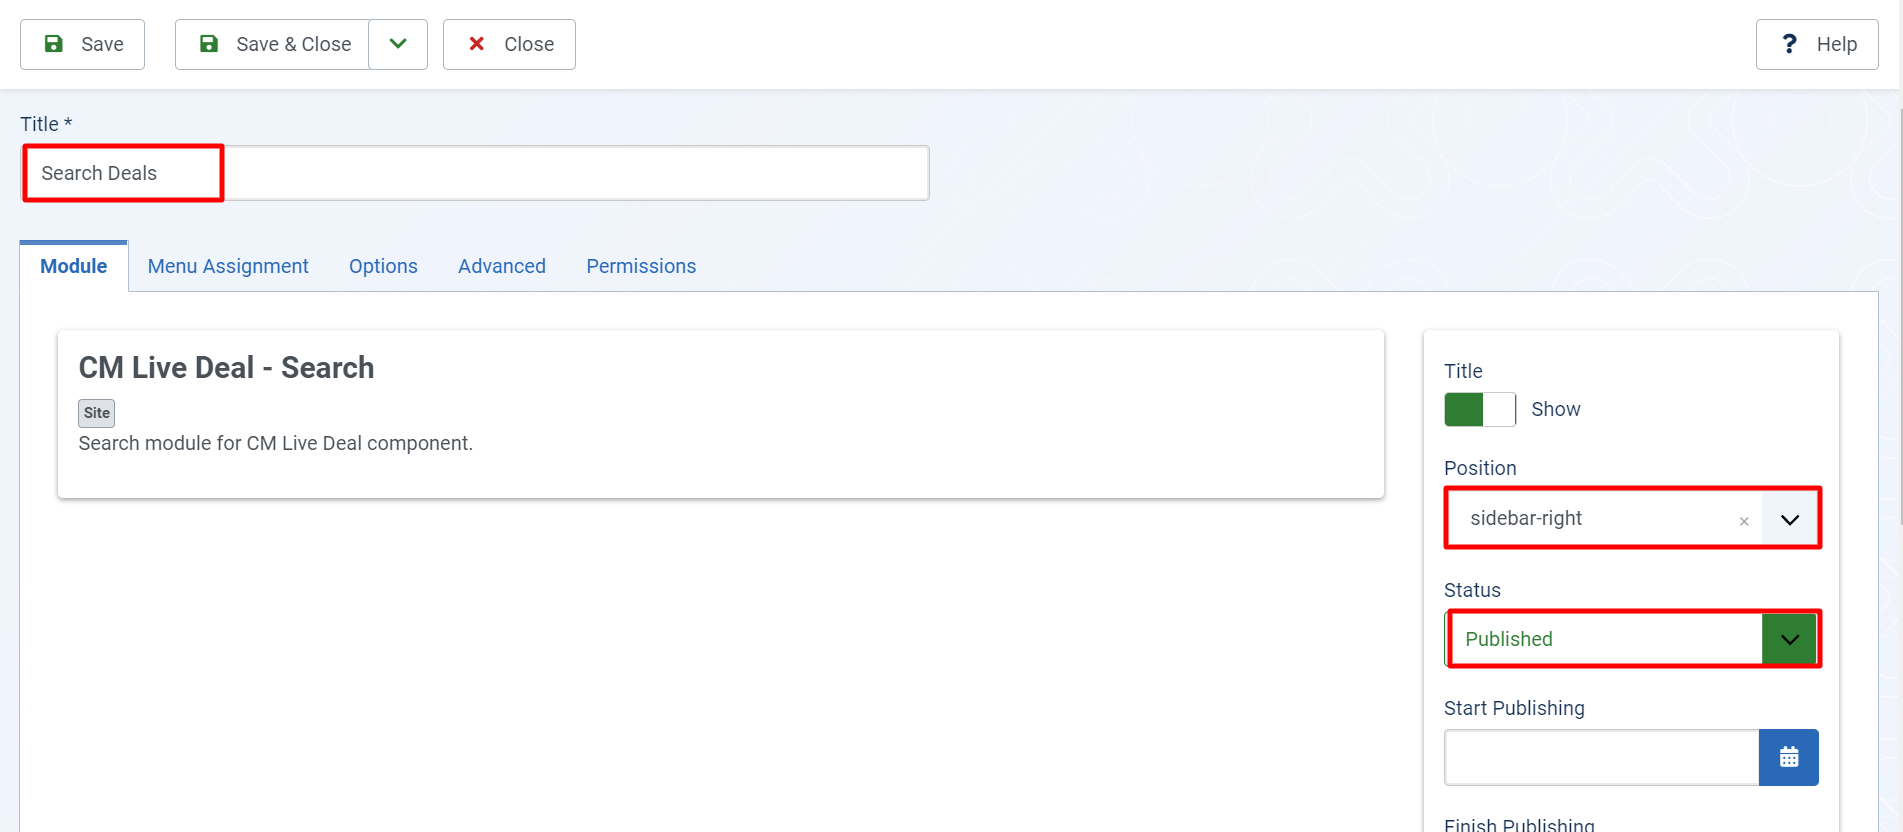 Save
Save & Close
Close
? Help
Title *
Search Deals
Module
Menu Assignment
Options
Advanced
Permissions
CM Live Deal - Search
Site
Search module for CM Live Deal component.
Title
Show
Position
sidebar-right ×
Status
Published
Start Publishing
Finish Publishing